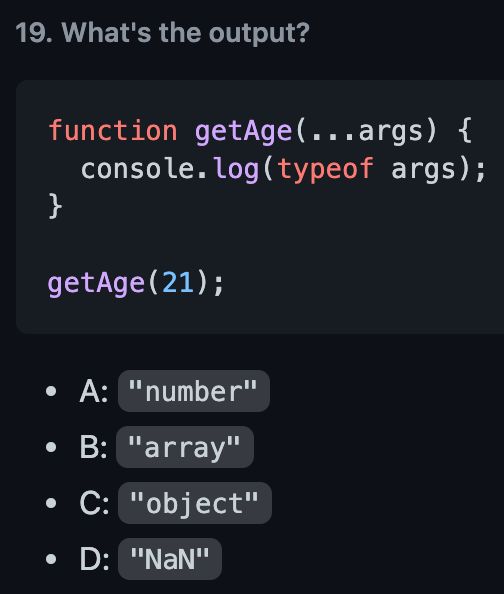 19. What's the output?
function getAge(...args) {
  console.log(typeof args);
}
getAge(21);
• A: "number"
• B: "array"
• C: "object"
• D: "NaN"